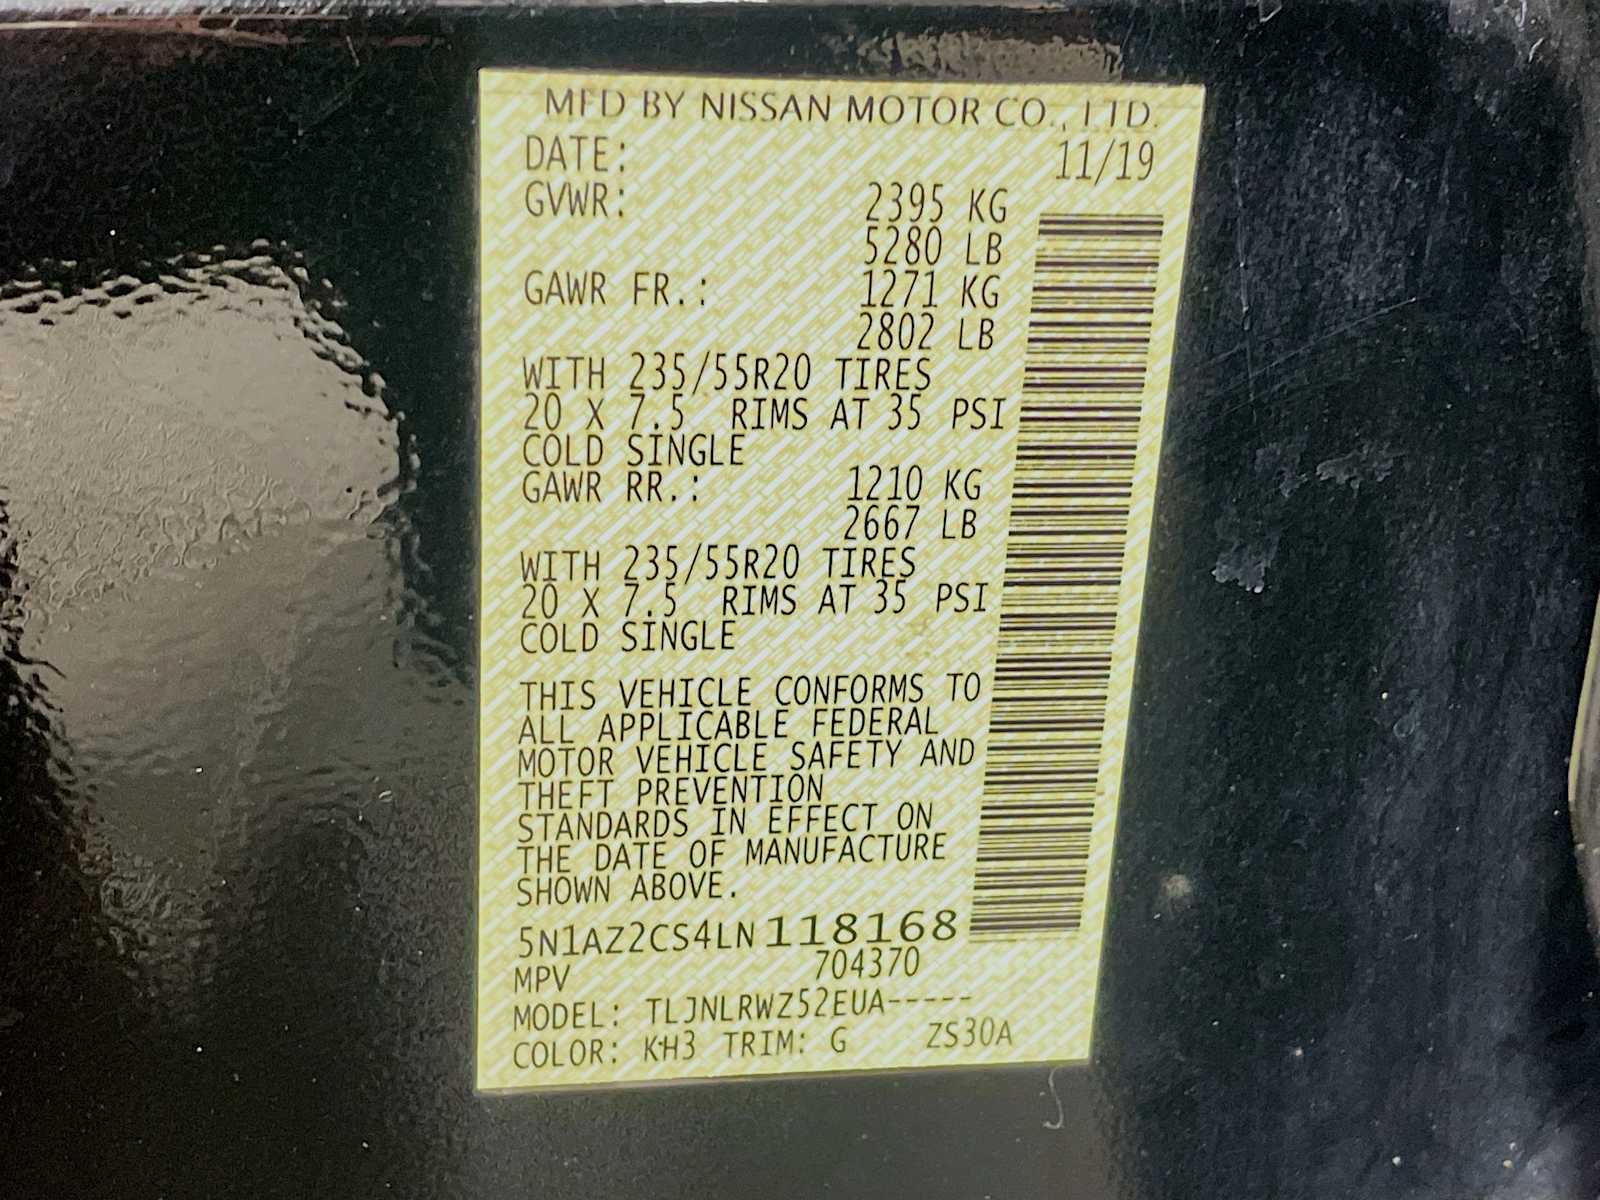 MFD BY NISSAN MOTOR CO., LTD.
DATE: 11/19
GVWR: 2395 KG
5280 LB
GAWR FR.: 1271 KG
2802 LB
WITH 235/55R20 TIRES
20 X 7.5 RIMS AT 35 PSI
COLD SINGLE
GAWR RR.: 1210 KG
2667 LB
WITH 235/55R20 TIRES
20 X 7.5 RIMS AT 35 PSI
COLD SINGLE
THIS VEHICLE CONFORMS TO
ALL APPLICABLE FEDERAL
MOTOR VEHICLE SAFETY AND
THEFT PREVENTION
STANDARDS IN EFFECT ON
THE DATE OF MANUFACTURE
SHOWN ABOVE.
5N1AZ2CS4LN118168
MPV 704370
MODEL: TLJNLRWZ52EUA-----
COLOR: KH3 TRIM: G ZS30A